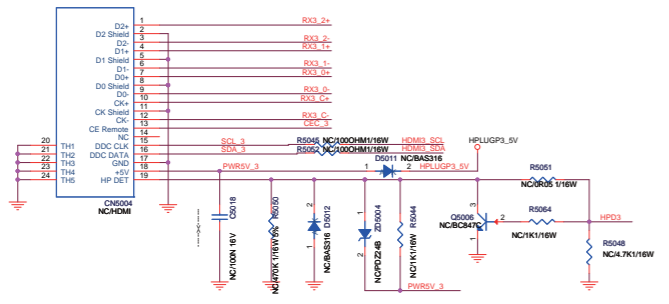 D2+ 1 RX3_2+
D2 Shield 2
D2- 3 RX3_2-
D1+ 4 RX3_1+
D1 Shield 5
D1- 6 RX3_1-
D0+ 7 RX3_0+
D0 Shield 8
D0- 9 RX3_0-
CK+ 10 RX3_C+
CK Shield 11
CK- 12 RX3_C-
CE Remote 13 CEC_3
NC 14
20 TH1 DDC CLK 15 SCL_3 R5045 NC/100OHM1/16W HDMI3_SCL
21 TH2 DDC DATA 16 SDA_3 R5052 NC/100OHM1/16W HDMI3_SDA
22 TH3 GND 17
23 TH4 +5V 18 PWR5V_3 1 D5011 2 NC/BAS316 HPLUGP3_5V
24 TH5 HP DET 19
CN5004
NC/HDMI
HPLUGP3_5V
R5051
NC/0R05 1/16W
C5018
NC/100N 16V
R5050
NC/470K 1/16W 5%
D5012
1
2
NC/BAS316
ZD5004
1
2
NC/PDZ24B
R5044
NC/1K1/16W
PWR5V_3
Q5006
NC/BC847C
3
2
1
R5064
NC/1K1/16W
HPD3
R5048
NC/4.7K1/16W